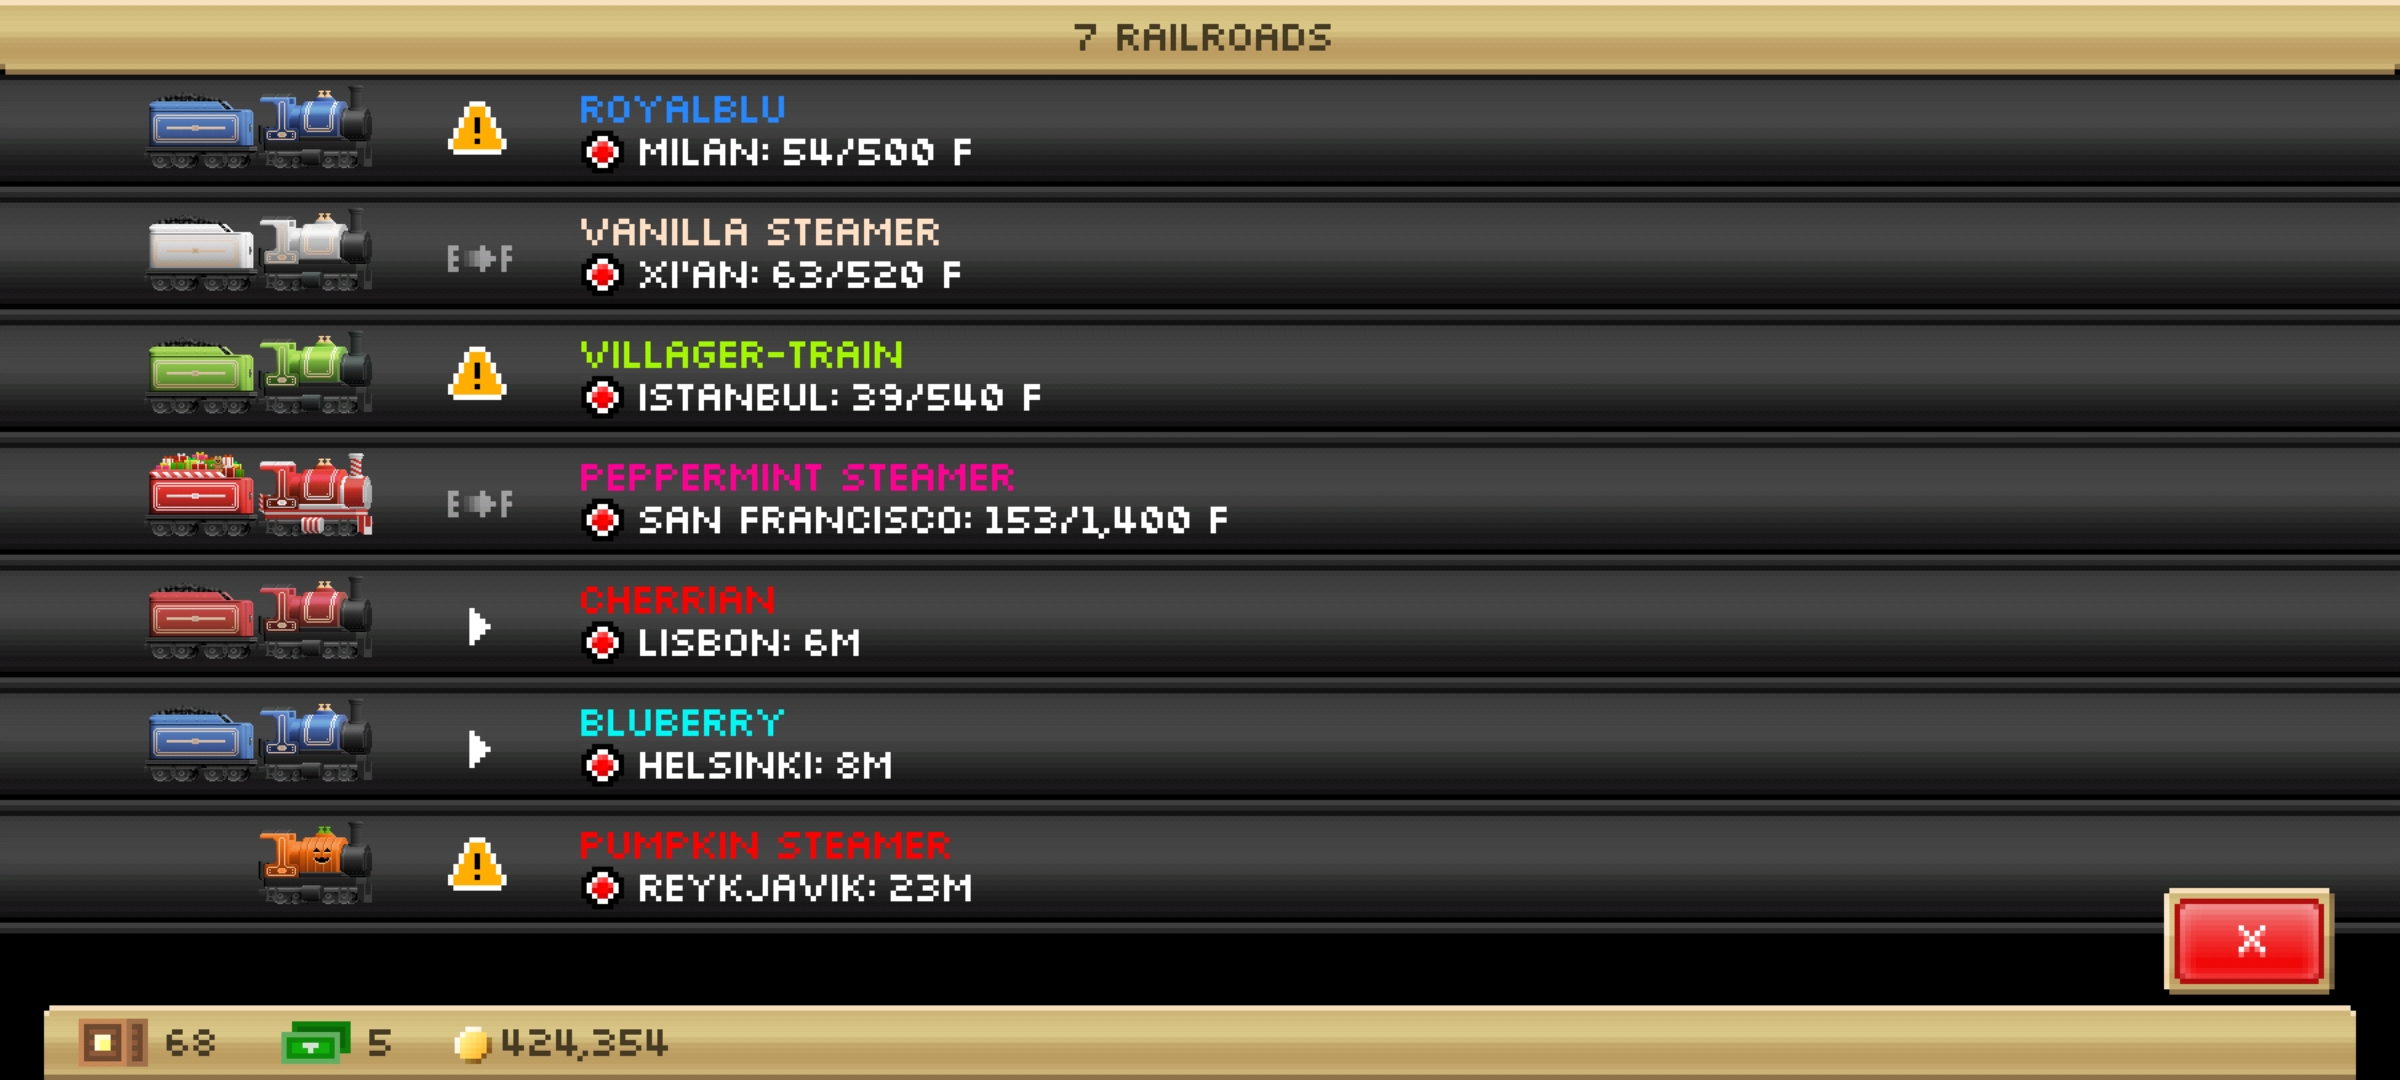 7 RAILROADS
ROYALBLU
MILAN: 54/500 F
VANILLA STEAMER
E F
XI'AN: 63/520 F
VILLAGER-TRAIN
ISTANBUL: 39/540 F
PEPPERMINT STEAMER
E F
SAN FRANCISCO: 153/1,400 F
CHERRIAN
LISBON: 6M
BLUBERRY
HELSINKI: 8M
PUMPKIN STEAMER
REYKJAVIK: 23M
X
68 5 424,354